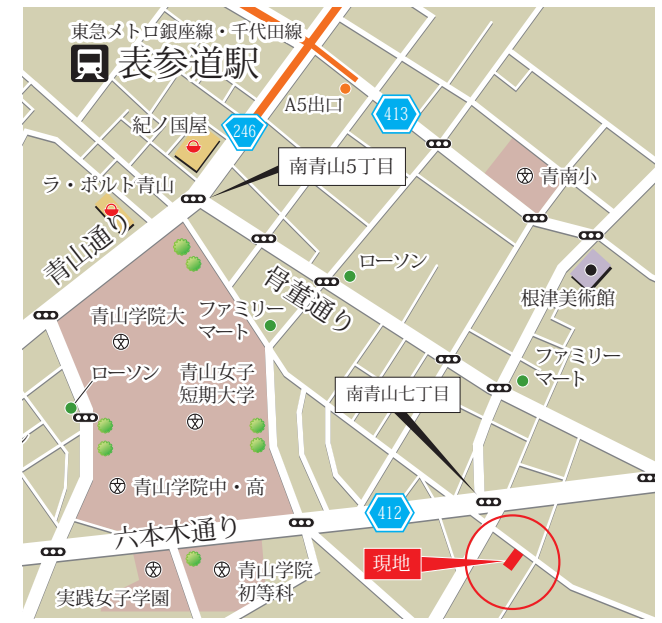 東急メトロ銀座線・千代田線
表参道駅
A5出口
紀ノ国屋
246
413
南青山5丁目
青南小
ラ・ポルト青山
青山通り
骨董通り
ローソン
根津美術館
青山学院大
ファミリー
マート
ファミリー
マート
ローソン
青山女子
短期大学
南青山七丁目
青山学院中・高
412
六本木通り
現地
青山学院
初等科
実践女子学園